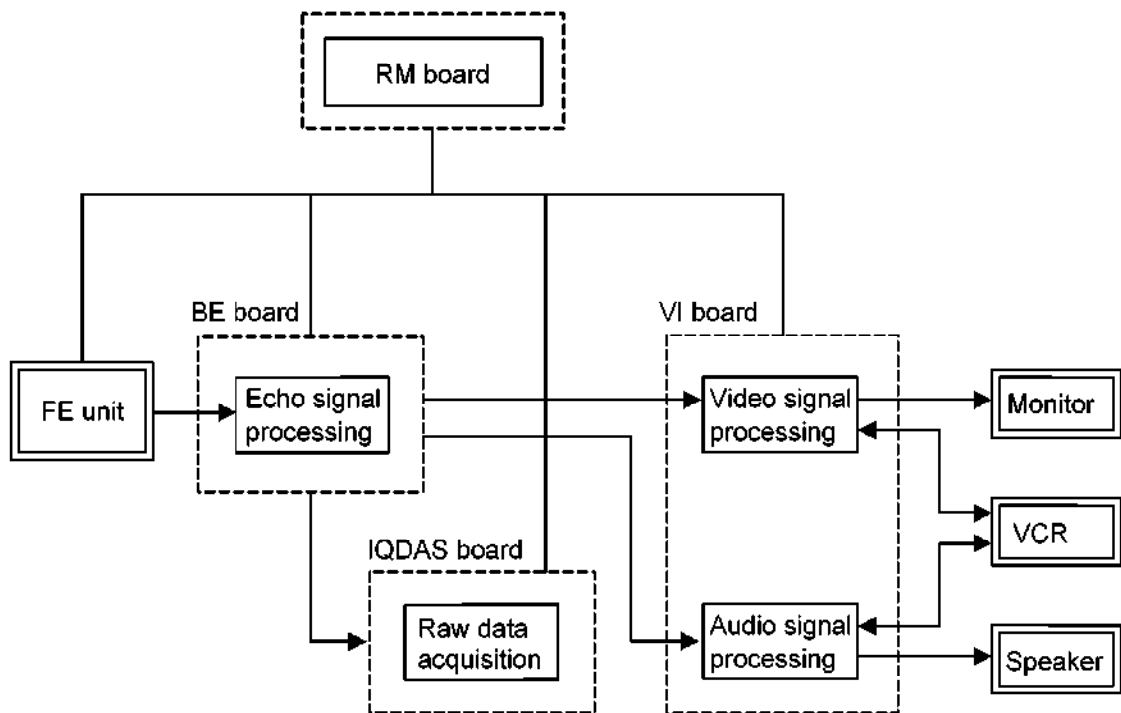 RM board
BE board
VI board
FE unit
Echo signal
processing
Video signal
processing
Monitor
VCR
IQDAS board
Raw data
acquisition
Audio signal
processing
Speaker